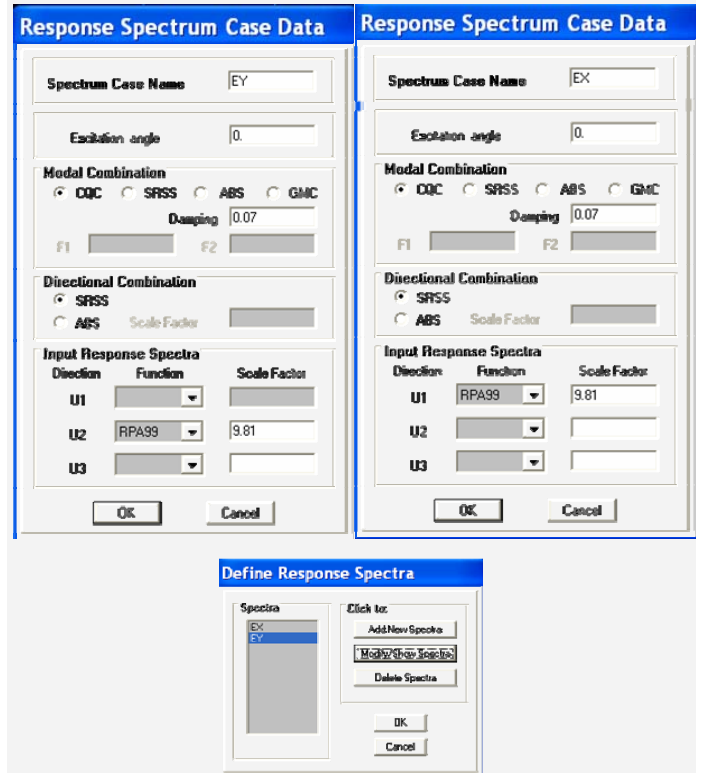 Response Spectrum Case Data
Spectrum Case Name EY
Excitation angle 0.
Modal Combination
CQC SRSS ABS GMC
Damping 0.07
F1 F2
Directional Combination
SRSS
ABS Scale Factor
Input Response Spectra
Direction Function Scale Factor
U1
U2 RPA99 9.81
U3
OK Cancel
Response Spectrum Case Data
Spectrum Case Name EX
Excitation angle 0.
Modal Combination
CQC SRSS ABS GMC
Damping 0.07
F1 F2
Directional Combination
SRSS
ABS Scale Factor
Input Response Spectra
Direction Function Scale Factor
U1 RPA99 9.81
U2
U3
OK Cancel
Define Response Spectra
Spectra
EX
EY
Click to:
Add New Spectra
Modify/Show Spectra
Delete Spectra
OK
Cancel